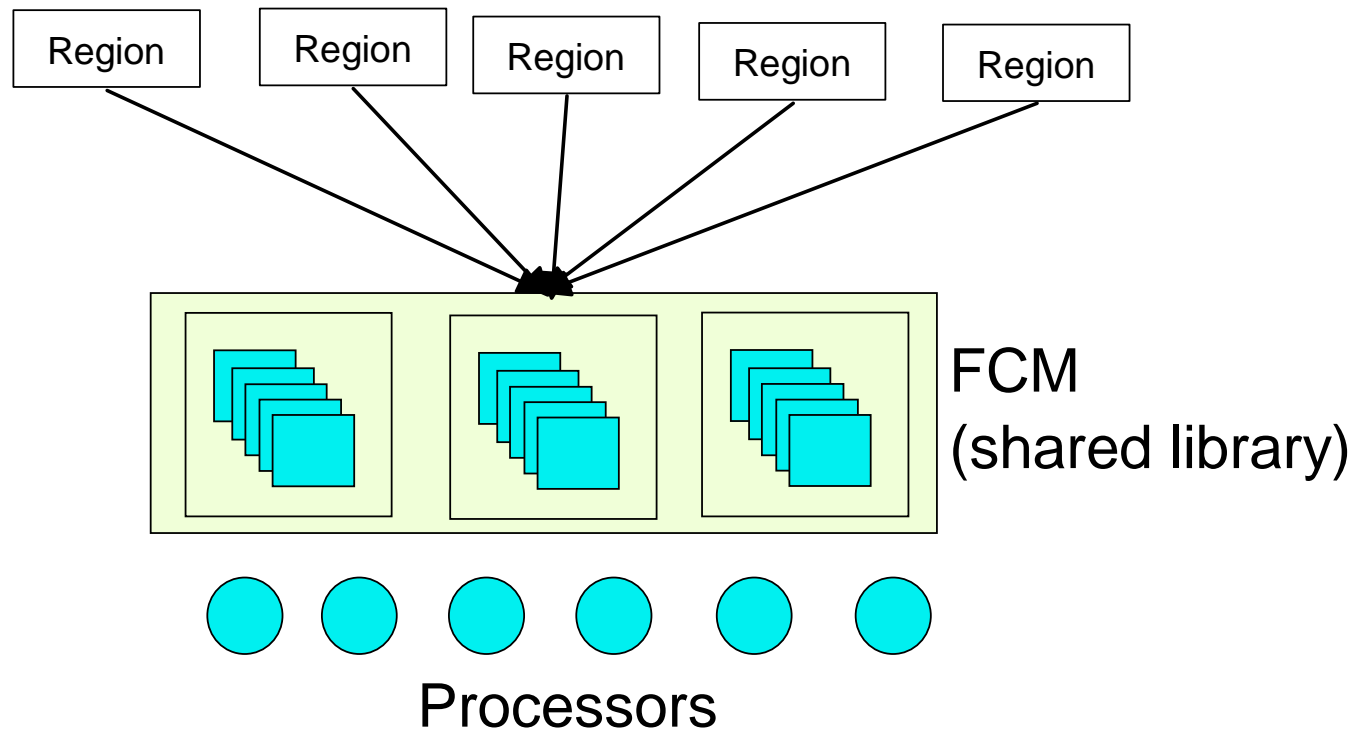 Region
Region
Region
Region
Region
FCM
(shared library)
Processors